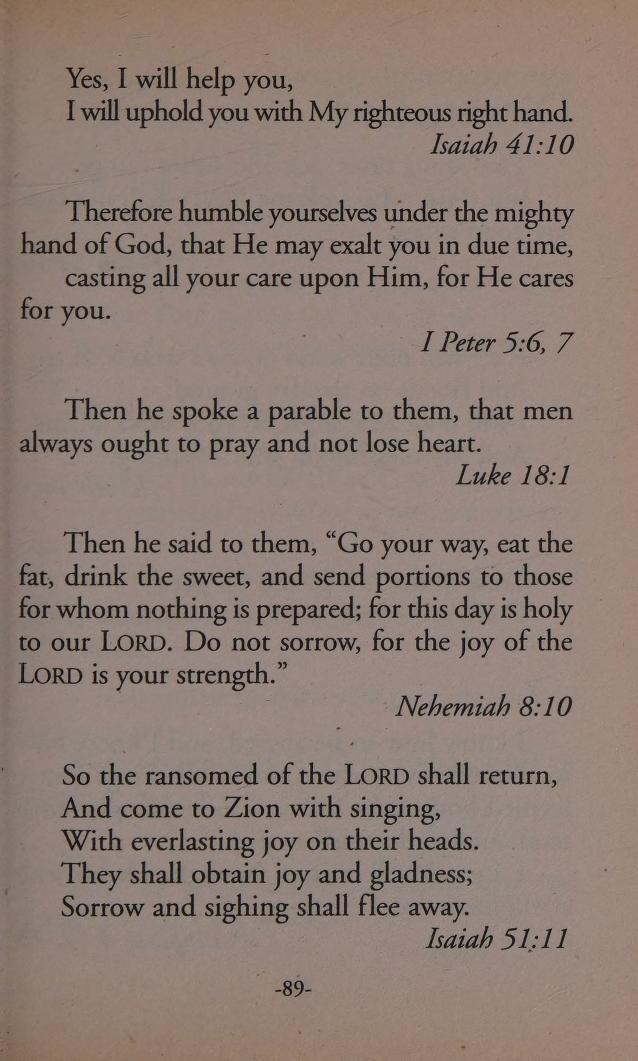 Yes, I will help you,
I will uphold you with My righteous right hand.
Isaiah 41:10
Therefore humble yourselves under the mighty
hand of God, that He may exalt you in due time,
casting all your care upon Him, for He cares
for you.
I Peter 5:6, 7
Then he spoke a parable to them, that men
always ought to pray and not lose heart.
Luke 18:1
Then he said to them, “Go your way, eat the
fat, drink the sweet, and send portions to those
for whom nothing is prepared; for this day is holy
to our LORD. Do not sorrow, for the joy of the
LORD is your strength.”
Nehemiah 8:10
So the ransomed of the LORD shall return,
And come to Zion with singing,
With everlasting joy on their heads.
They shall obtain joy and gladness;
Sorrow and sighing shall flee away.
Isaiah 51:11
-89-